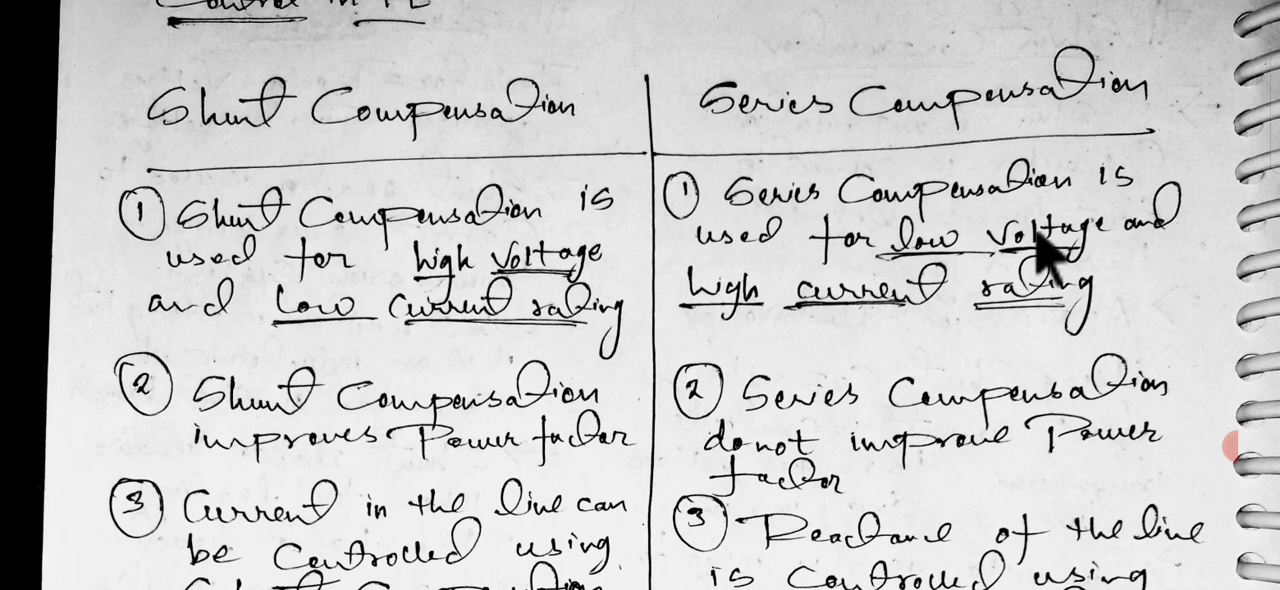 Shunt Compensation
Series Compensation
① Shunt Compensation is
used for high voltage
and low current rating
① Series Compensation is
used for low voltage and
high current rating
② Shunt Compensation
improves Power factor
② Series Compensation
do not improve Power
factor
③ Current in the line can
be Controlled using
③ Reactance of the line
is Controlled using